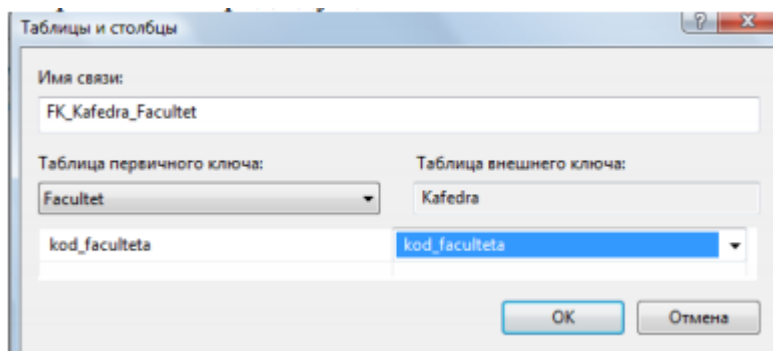 Таблицы и столбцы
Имя связи:
FK_Kafedra_Facultet
Таблица первичного ключа: Таблица внешнего ключа:
Facultet Kafedra
kod_faculteta kod_faculteta
OK Отмена